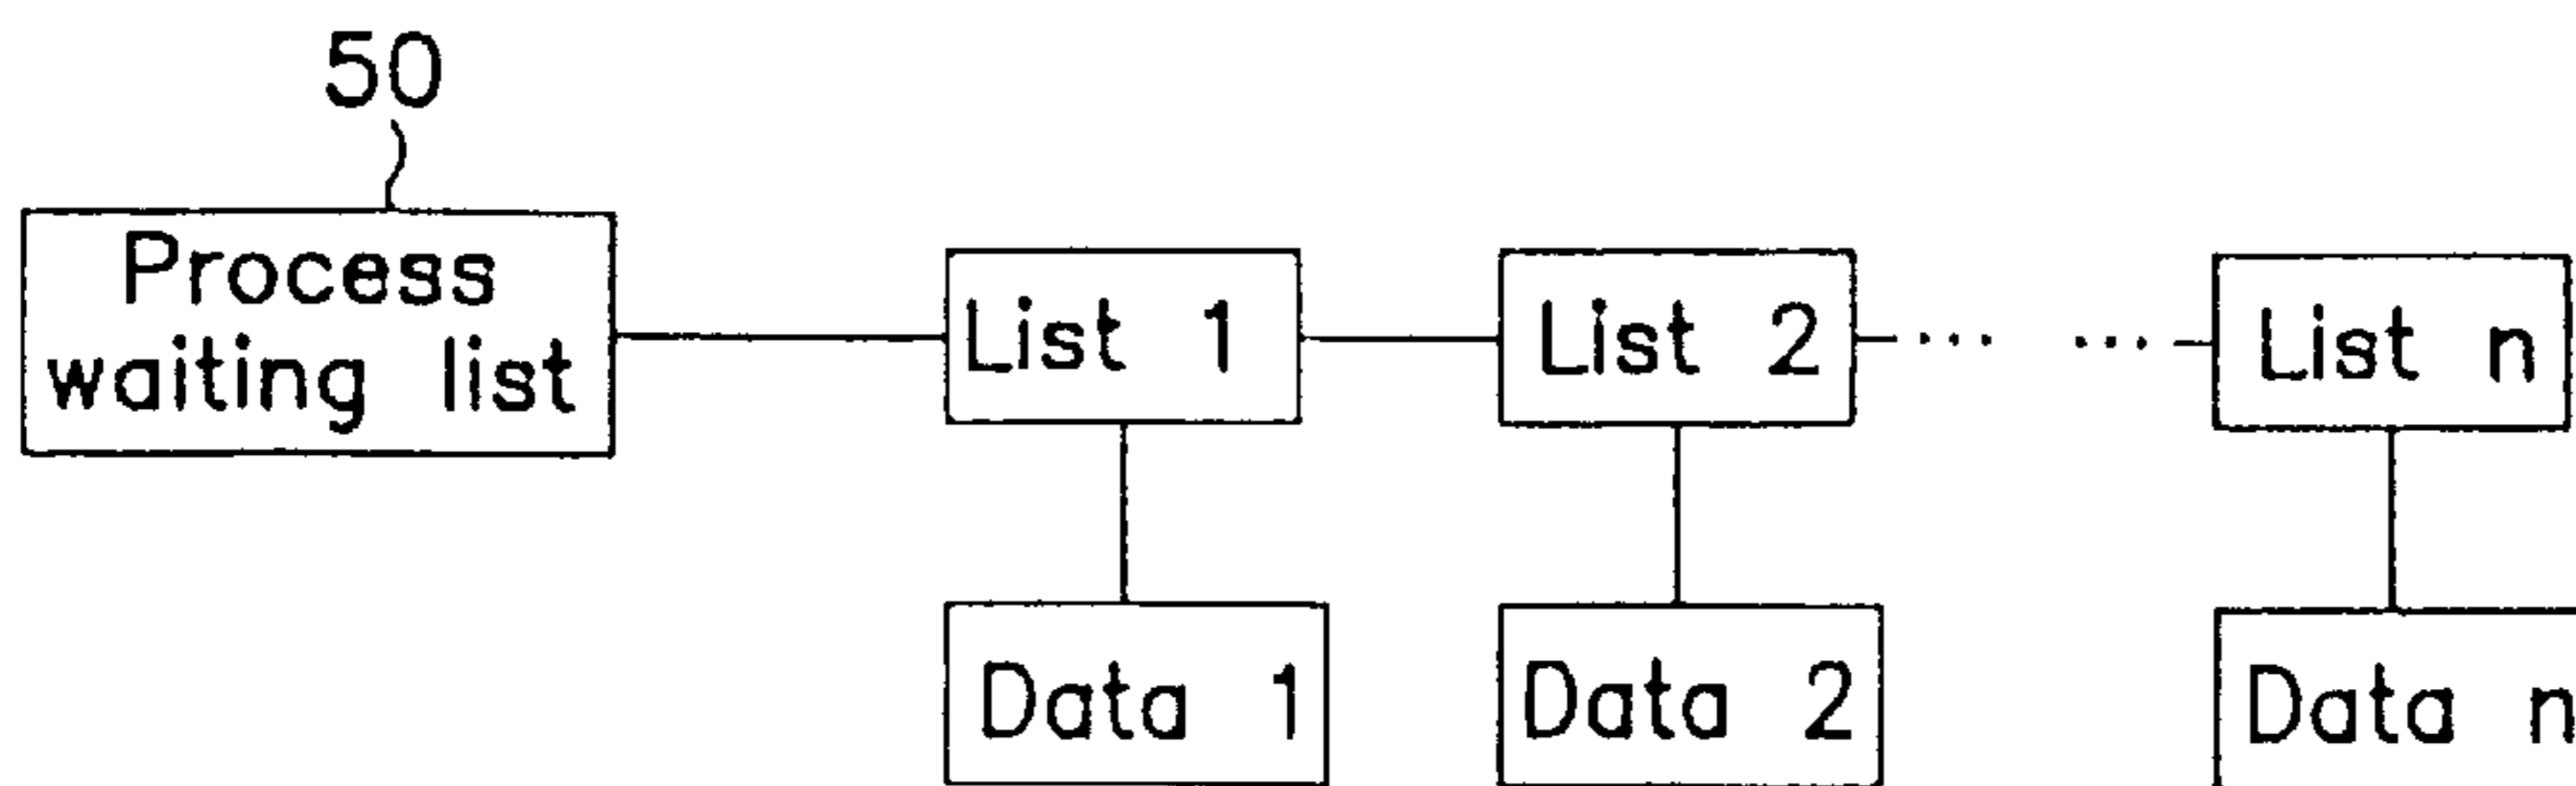 50
Process
waiting list
List 1
List 2
... ...
List n
Data 1
Data 2
Data n